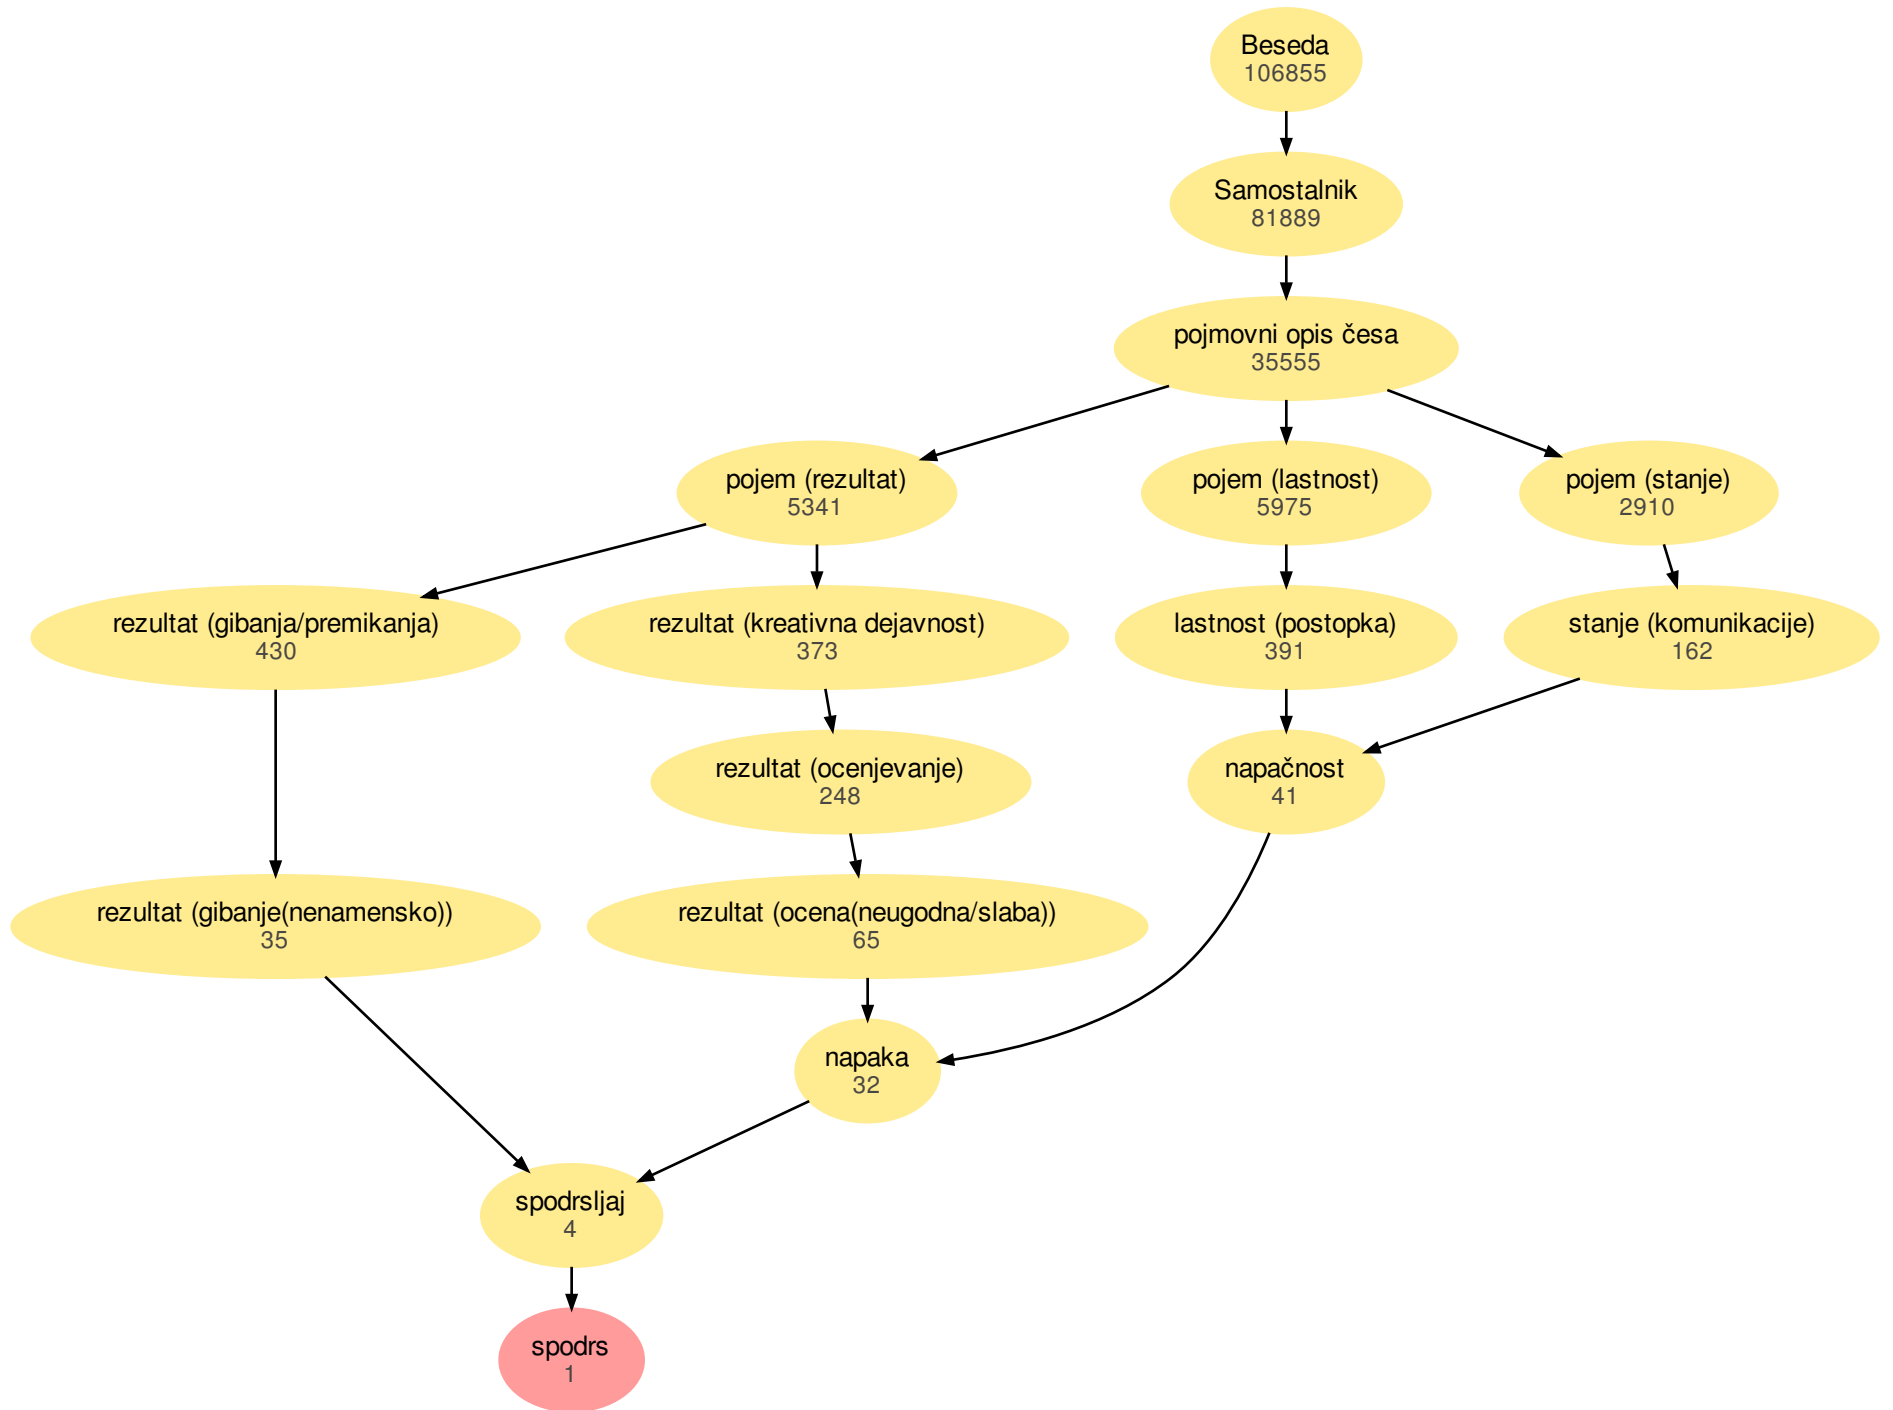 Beseda
106855
Samostalnik
81889
pojmovni opis česa
35555
pojem (rezultat)
5341
pojem (lastnost)
5975
pojem (stanje)
2910
rezultat (gibanja/premikanja)
430
rezultat (kreativna dejavnost)
373
lastnost (postopka)
391
stanje (komunikacije)
162
rezultat (ocenjevanje)
248
napačnost
41
rezultat (gibanje(nenamensko))
35
rezultat (ocena(neugodna/slaba))
65
napaka
32
spodrsljaj
4
spodrs
1